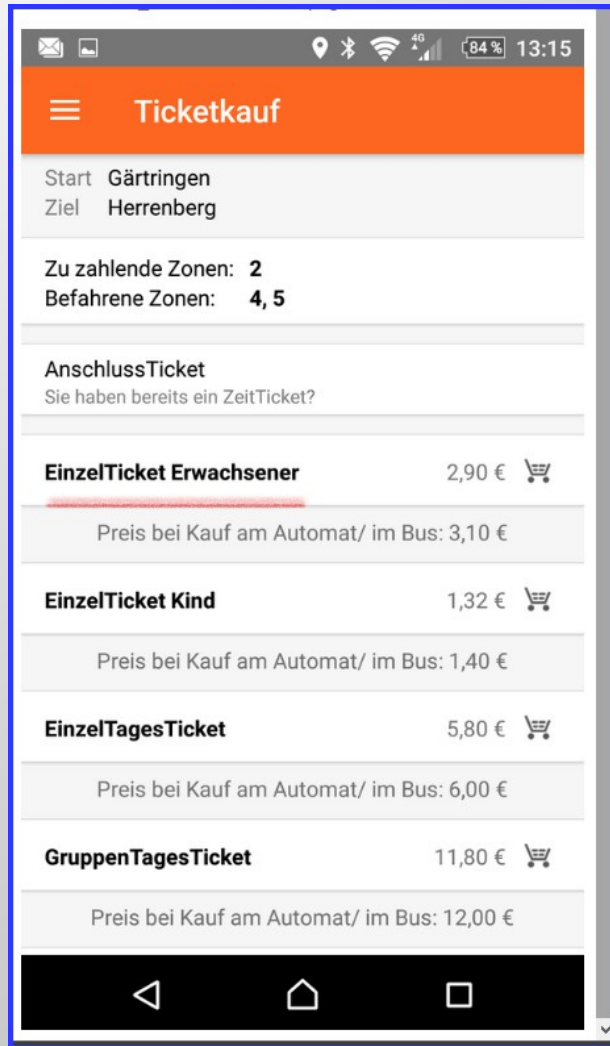 4G
84 % 13:15
Ticketkauf
Start Gärtringen
Ziel Herrenberg
Zu zahlende Zonen: 2
Befahrene Zonen: 4, 5
AnschlussTicket
Sie haben bereits ein ZeitTicket?
EinzelTicket Erwachsener 2,90 €
Preis bei Kauf am Automat/ im Bus: 3,10 €
EinzelTicket Kind 1,32 €
Preis bei Kauf am Automat/ im Bus: 1,40 €
EinzelTagesTicket 5,80 €
Preis bei Kauf am Automat/ im Bus: 6,00 €
GruppenTagesTicket 11,80 €
Preis bei Kauf am Automat/ im Bus: 12,00 €